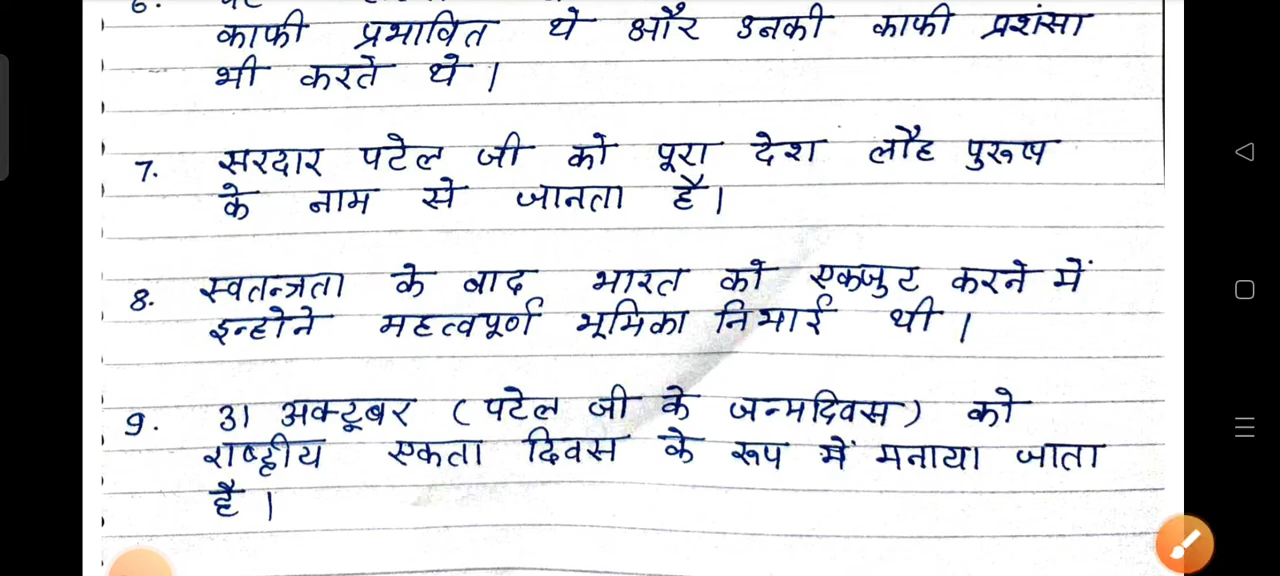 6.
काफी प्रभावित थे और उनकी काफी प्रशंसा
भी करते थे।
7. सरदार पटेल जी को पूरा देश लौह पुरुष
के नाम से जानता है।
8. स्वतन्त्रता के बाद भारत को एकजुट करने में
इन्होने महत्वपूर्ण भूमिका निभाई थी।
9. 31 अक्टूबर (पटेल जी के जन्मदिवस) को
राष्ट्रीय एकता दिवस के रूप में मनाया जाता
है।